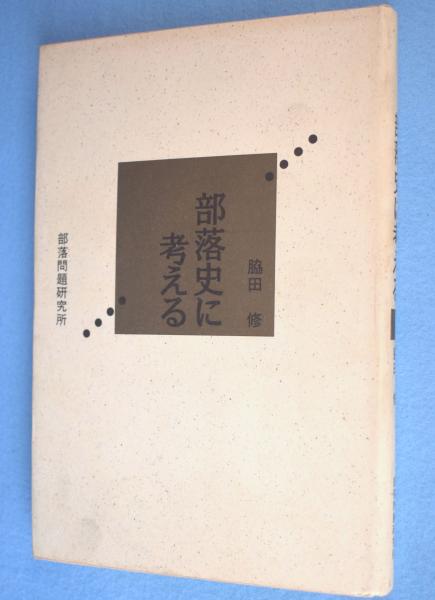 部落史に
考える
脇田 修
部落問題研究所